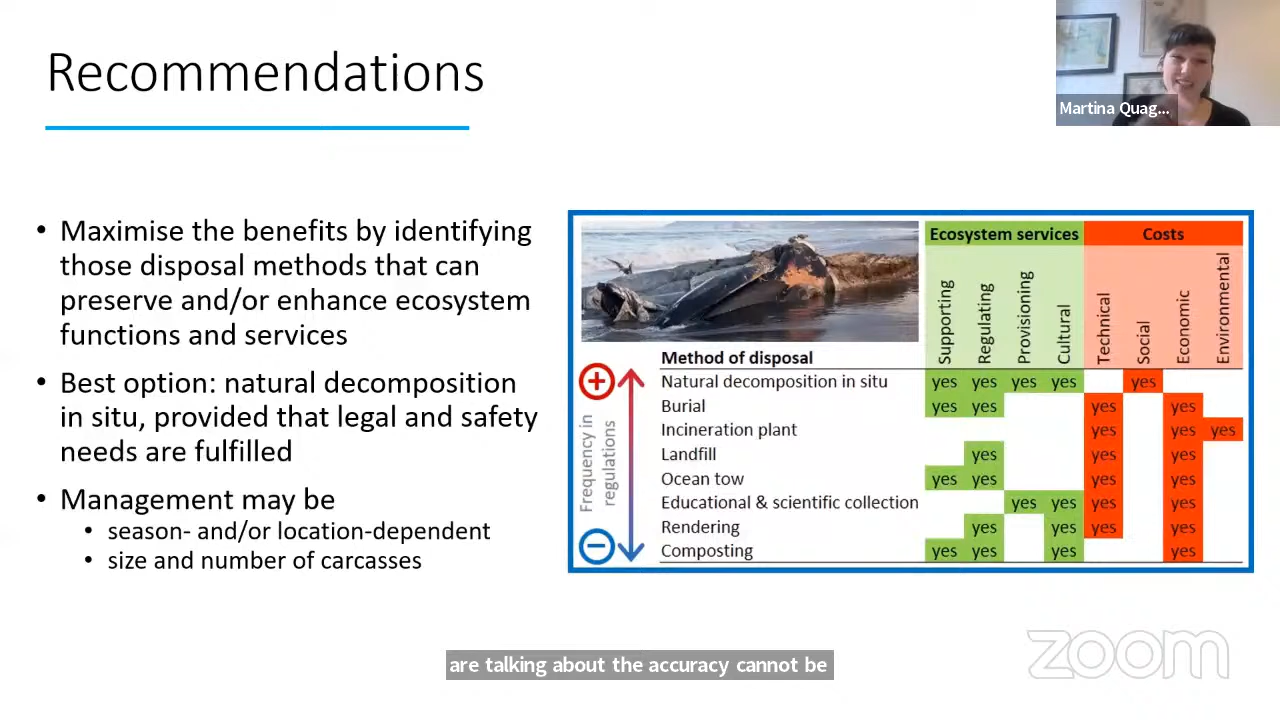 Recommendations
Martina Quag...
• Maximise the benefits by identifying
those disposal methods that can
preserve and/or enhance ecosystem
functions and services
• Best option: natural decomposition
in situ, provided that legal and safety
needs are fulfilled
• Management may be
• season- and/or location-dependent
• size and number of carcasses
Ecosystem services Costs
Supporting Regulating Provisioning Cultural Technical Social Economic Environmental
Method of disposal
Frequency in
regulations
Natural decomposition in situ yes yes yes yes yes
Burial yes yes yes yes
Incineration plant yes yes yes
Landfill yes yes yes
Ocean tow yes yes yes yes
Educational & scientific collection yes yes yes yes
Rendering yes yes yes yes
Composting yes yes yes yes
are talking about the accuracy cannot be
zoom